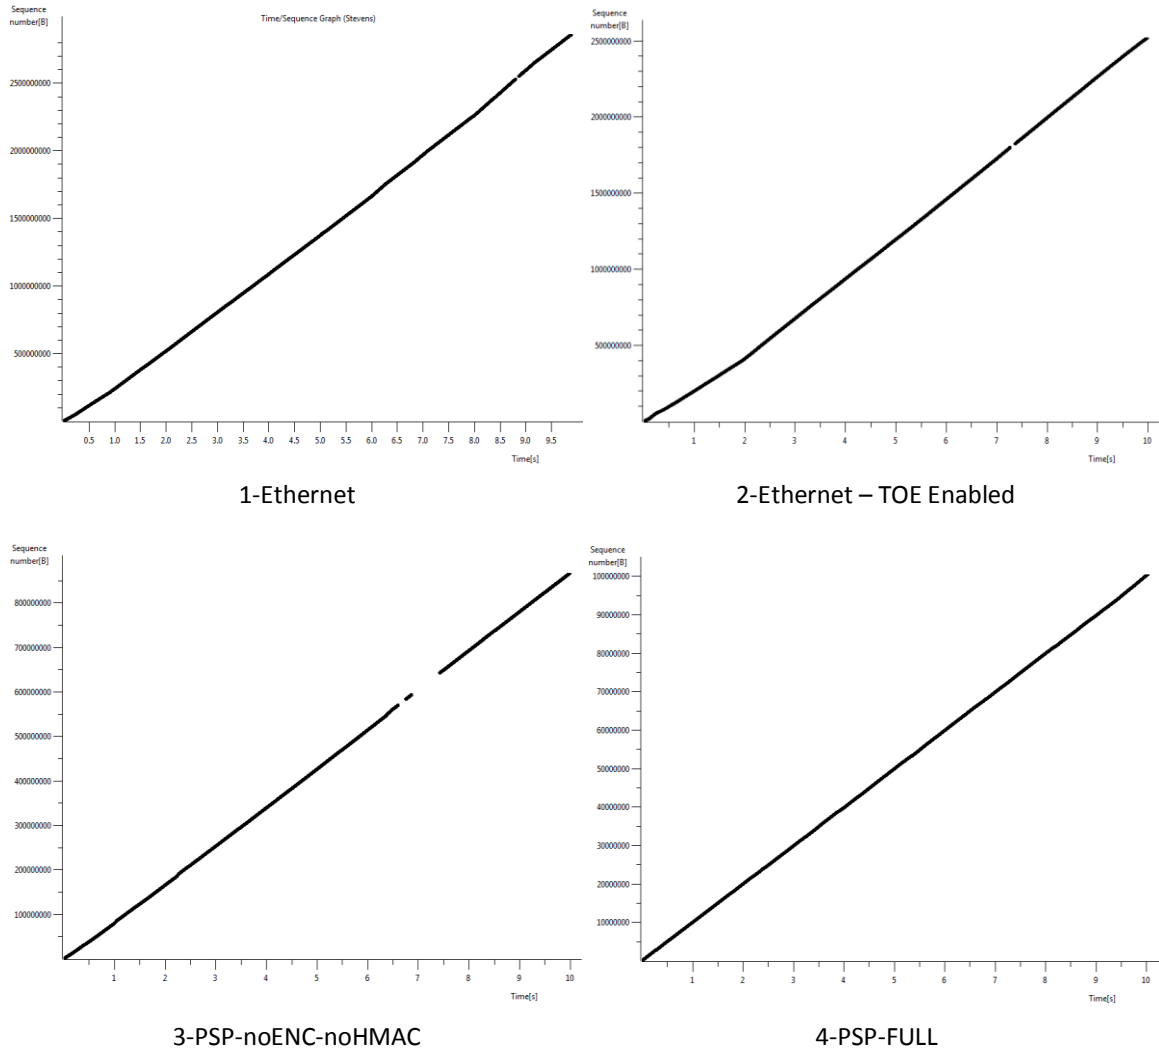 Sequence
number[B]
Time/Sequence Graph (Stevens)
2500000000
2000000000
1500000000
1000000000
500000000
0.5 1.0 1.5 2.0 2.5 3.0 3.5 4.0 4.5 5.0 5.5 6.0 6.5 7.0 7.5 8.0 8.5 9.0 9.5
Time[s]
1-Ethernet
Sequence
number[B]
2500000000
2000000000
1500000000
1000000000
500000000
1 2 3 4 5 6 7 8 9 10
Time[s]
2-Ethernet – TOE Enabled
Sequence
number[B]
800000000
700000000
600000000
500000000
400000000
300000000
200000000
100000000
1 2 3 4 5 6 7 8 9 10
Time[s]
3-PSP-noENC-noHMAC
Sequence
number[B]
100000000
90000000
80000000
70000000
60000000
50000000
40000000
30000000
20000000
10000000
1 2 3 4 5 6 7 8 9 10
Time[s]
4-PSP-FULL